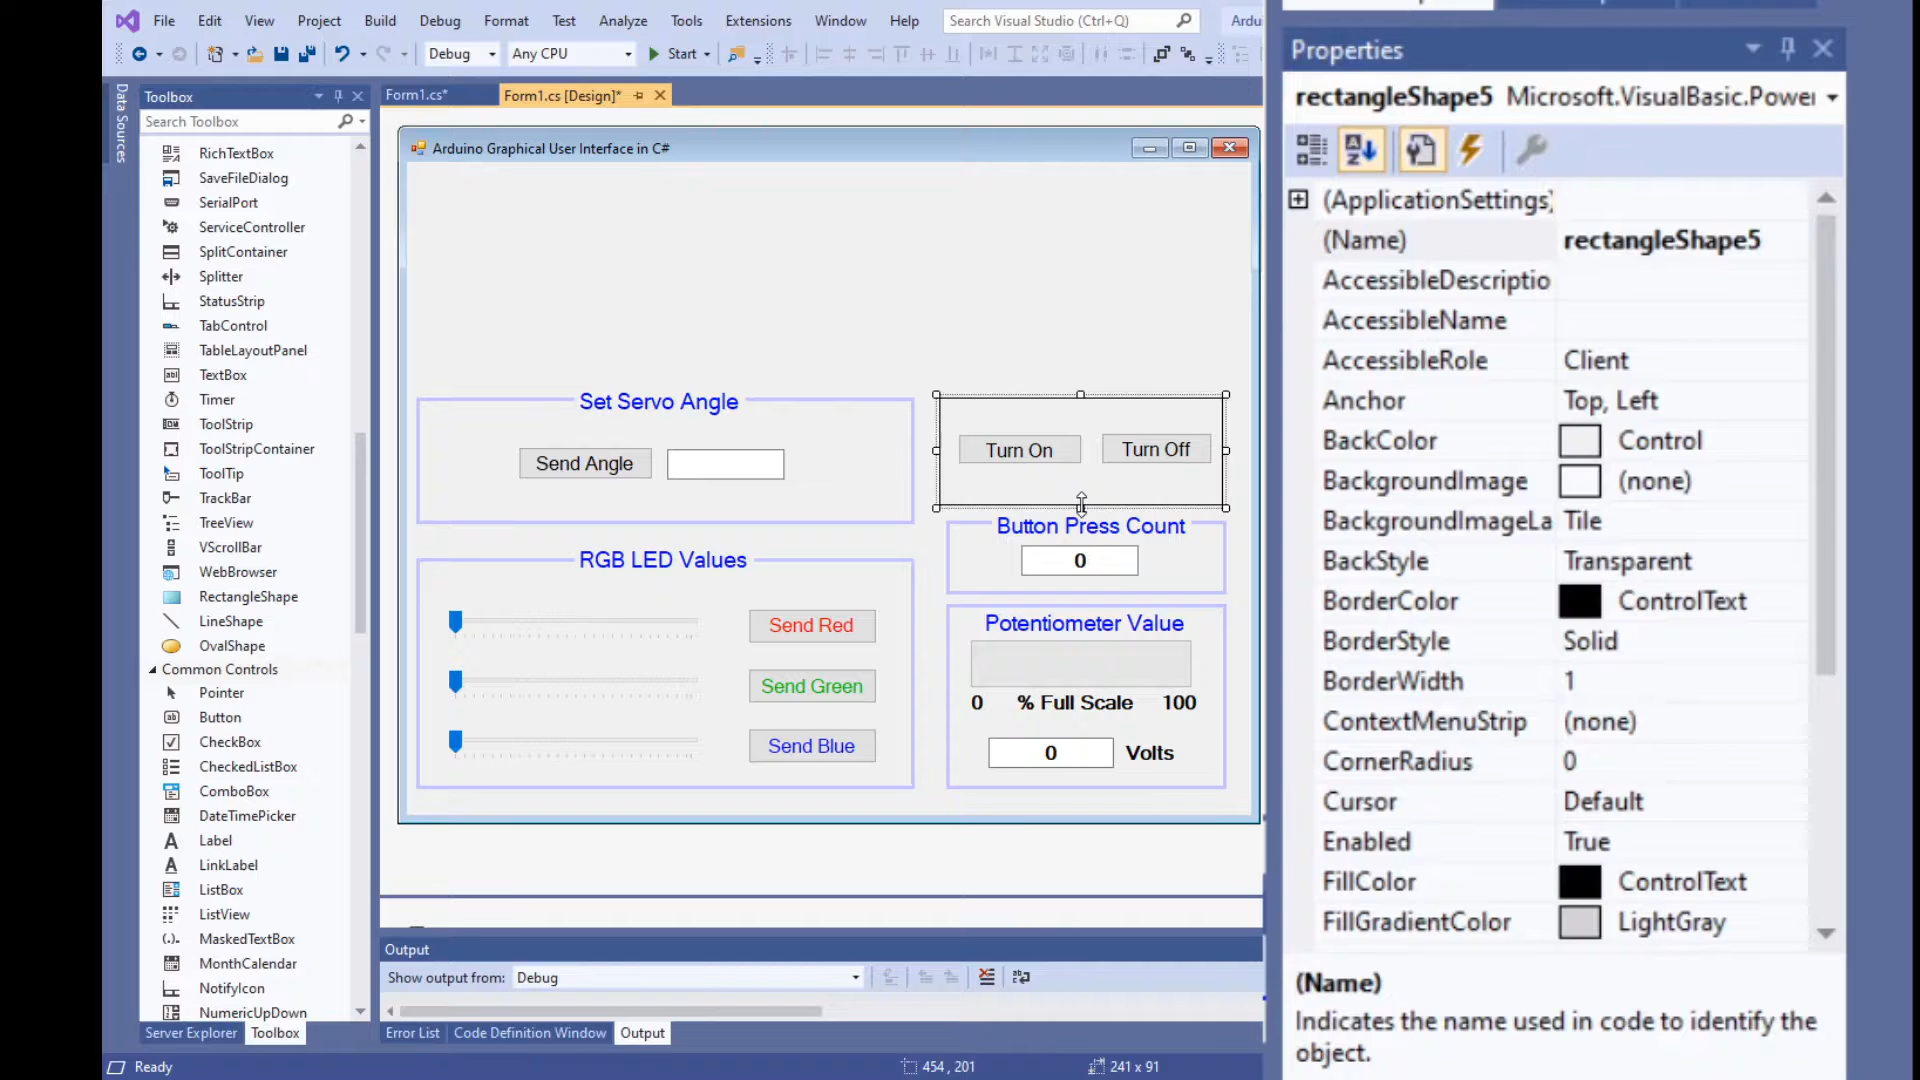 File Edit View Project Build Debug Format Test Analyze Tools Extensions Window Help Search Visual Studio (Ctrl+Q) Ardu
Debug Any CPU Start
Data Sources
Toolbox
Search Toolbox
RichTextBox
SaveFileDialog
SerialPort
ServiceController
SplitContainer
Splitter
StatusStrip
TabControl
TableLayoutPanel
TextBox
Timer
ToolStrip
ToolStripContainer
ToolTip
TrackBar
TreeView
VScrollBar
WebBrowser
RectangleShape
LineShape
OvalShape
Common Controls
Pointer
Button
CheckBox
CheckedListBox
ComboBox
DateTimePicker
Label
LinkLabel
ListBox
ListView
MaskedTextBox
MonthCalendar
NotifyIcon
NumericUpDown
Server Explorer Toolbox
Form1.cs* Form1.cs [Design]*
Arduino Graphical User Interface in C#
Set Servo Angle
Send Angle
Turn On Turn Off
Button Press Count
0
RGB LED Values
Send Red
Send Green
Send Blue
Potentiometer Value
0 % Full Scale 100
0 Volts
Output
Show output from: Debug
Error List Code Definition Window Output
Ready 454 , 201 241 x 91
Properties
rectangleShape5 Microsoft.VisualBasic.Power
(ApplicationSettings)
(Name) rectangleShape5
AccessibleDescriptio
AccessibleName
AccessibleRole Client
Anchor Top, Left
BackColor Control
BackgroundImage (none)
BackgroundImageLa Tile
BackStyle Transparent
BorderColor ControlText
BorderStyle Solid
BorderWidth 1
ContextMenuStrip (none)
CornerRadius 0
Cursor Default
Enabled True
FillColor ControlText
FillGradientColor LightGray
(Name)
Indicates the name used in code to identify the
object.